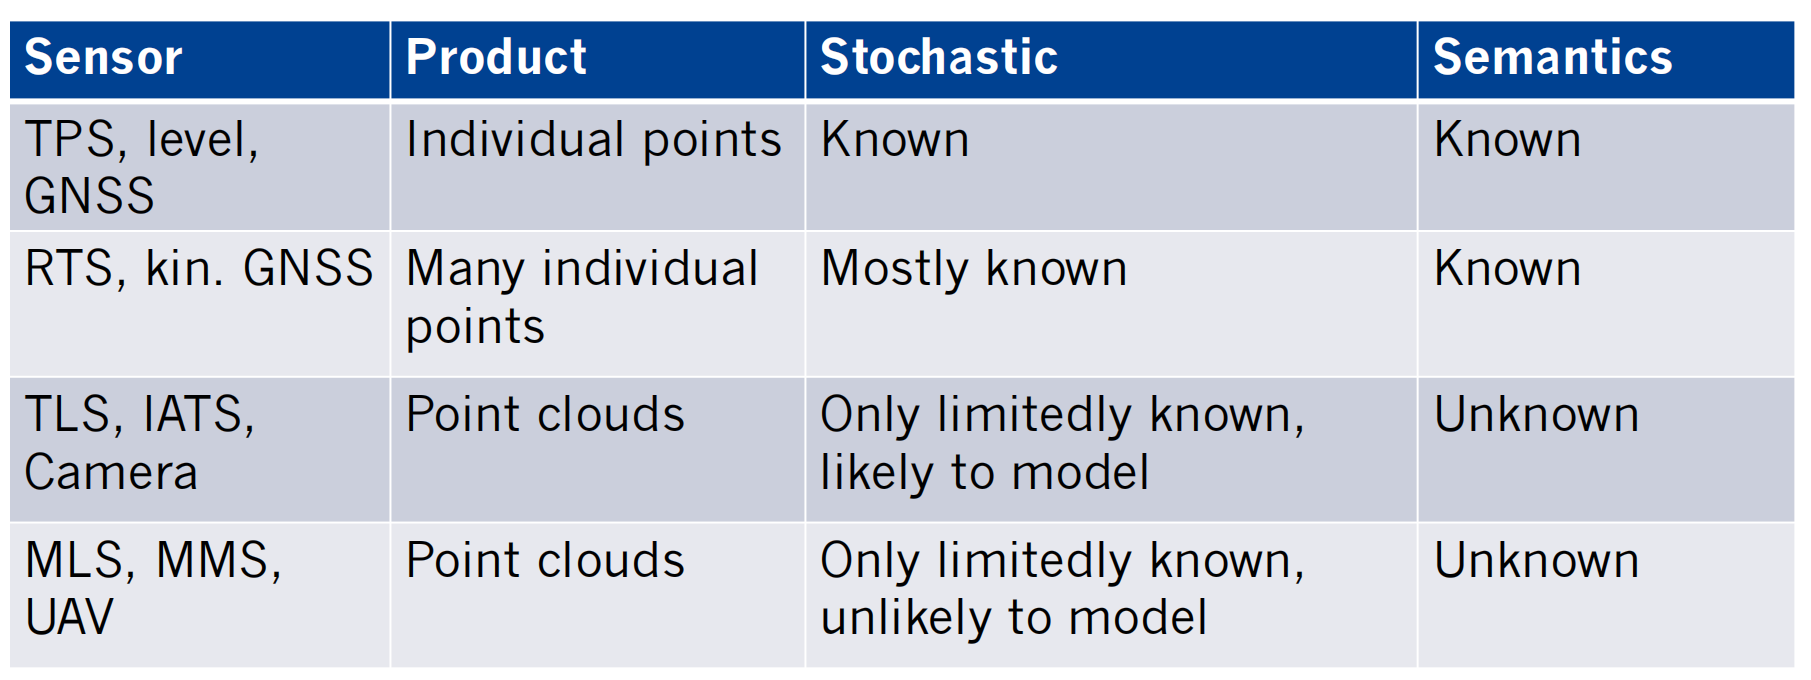 Sensor Product Stochastic Semantics
TPS, level, Individual points Known Known
GNSS
RTS, kin. GNSS Many individual Mostly known Known
points
TLS, IATS, Point clouds Only limitedly known, Unknown
Camera likely to model
MLS, MMS, Point clouds Only limitedly known, Unknown
UAV unlikely to model